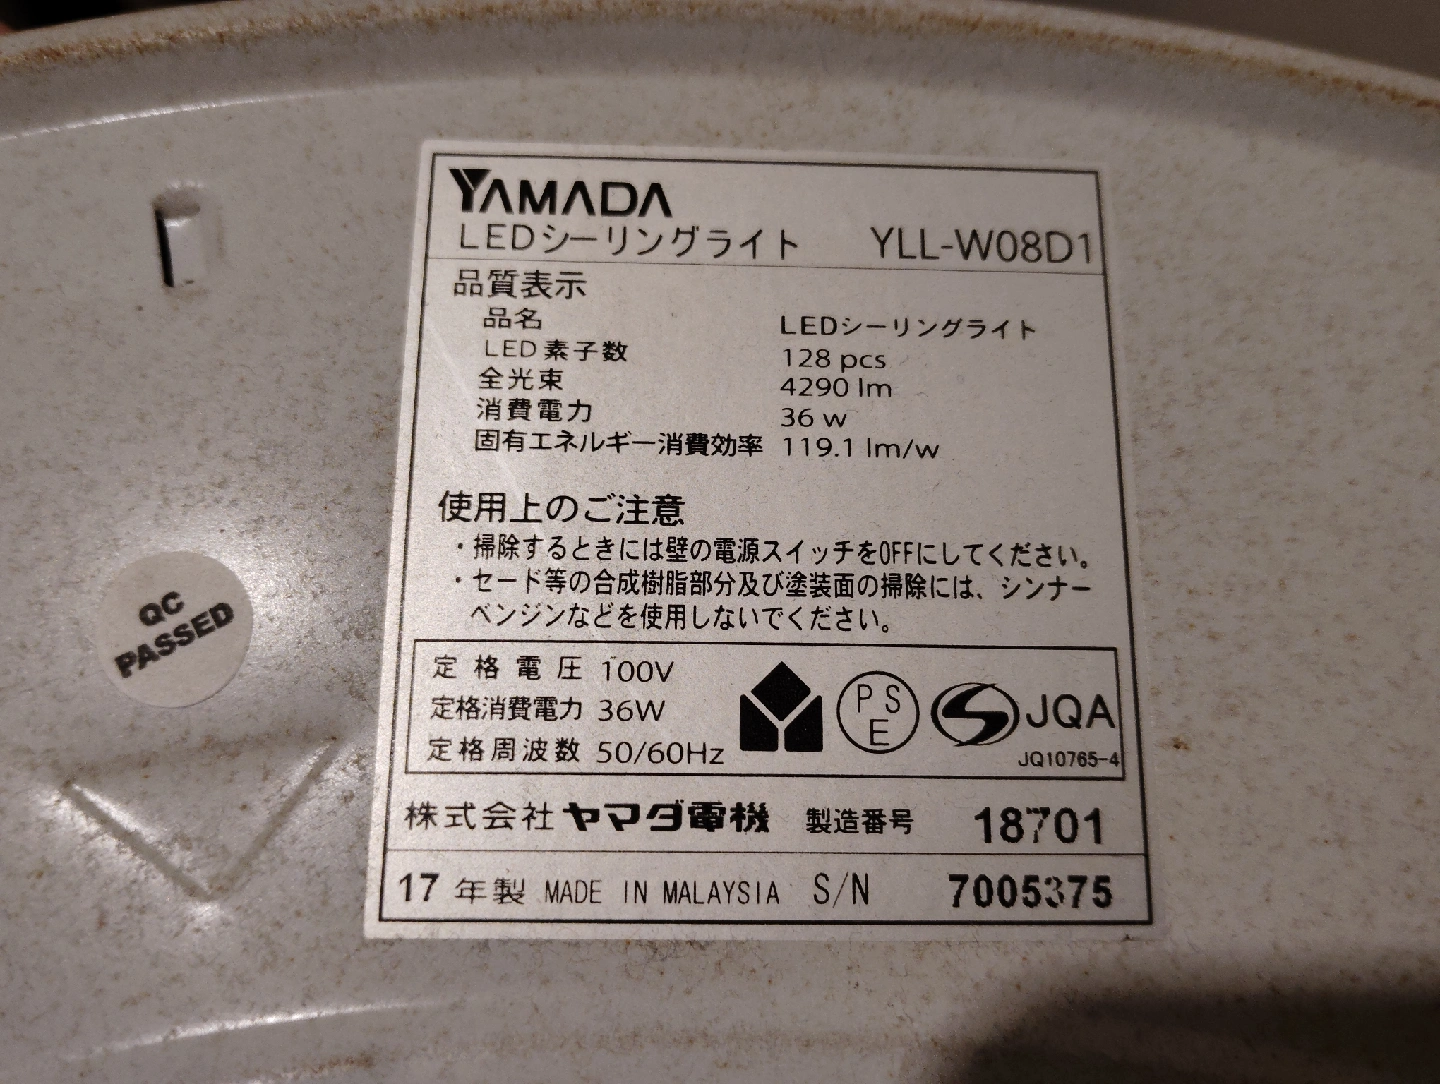 YAMADA
LEDシーリングライト YLL-W08D1
品質表示
品名 LEDシーリングライト
LED素子数 128 pcs
全光束 4290 lm
消費電力 36 w
固有エネルギー消費効率 119.1 lm/w
使用上のご注意
・掃除するときには壁の電源スイッチをOFFにしてください。
・セード等の合成樹脂部分及び塗装面の掃除には、シンナー
ベンジンなどを使用しないでください。
定格電圧 100V
定格消費電力 36W
定格周波数 50/60Hz
PSE
JQA
JQ10765-4
株式会社 ヤマダ電機 製造番号 18701
17 年製 MADE IN MALAYSIA S/N 7005375
QC
PASSED